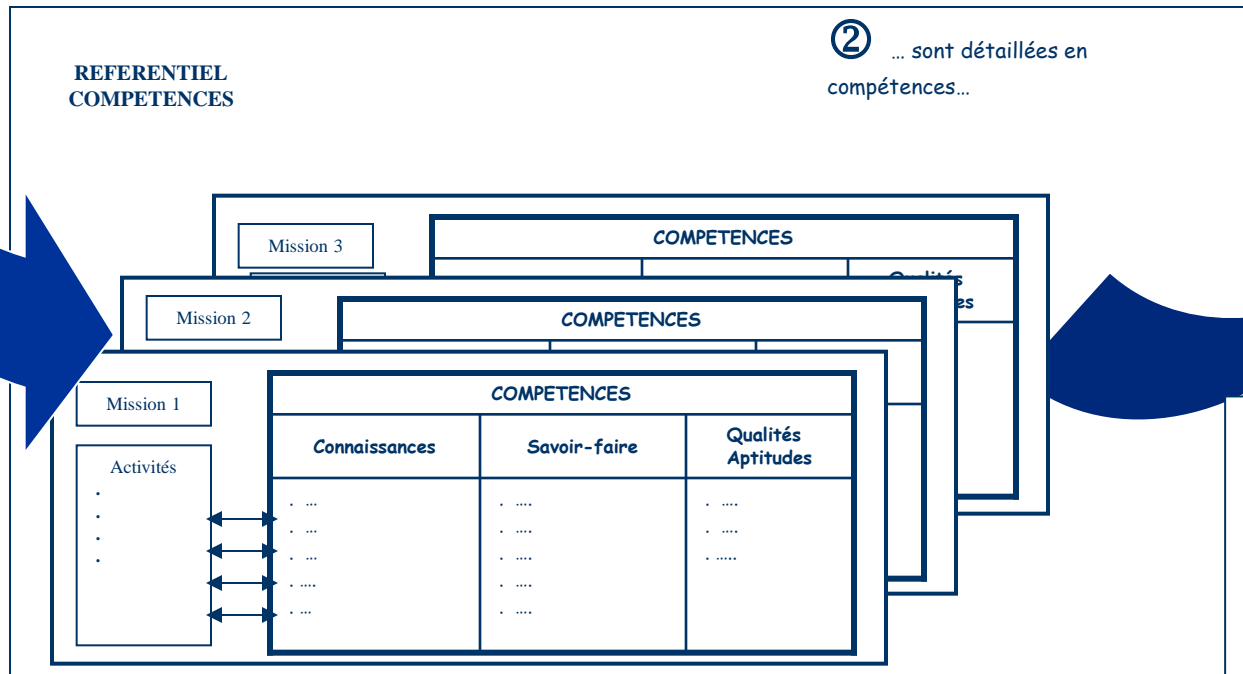 REFERENTIEL
COMPETENCES
② ... sont détaillées en
compétences...
Mission 3
COMPETENCES
Qualités
Mission 2
COMPETENCES
Mission 1
COMPETENCES
Connaissances
Savoir-faire
Qualités
Aptitudes
Activités
.
.
.
.
. ...
. ...
. ...
. ....
. ...
. ....
. ....
. ....
. ....
. ....
. ....
. ....
. .....